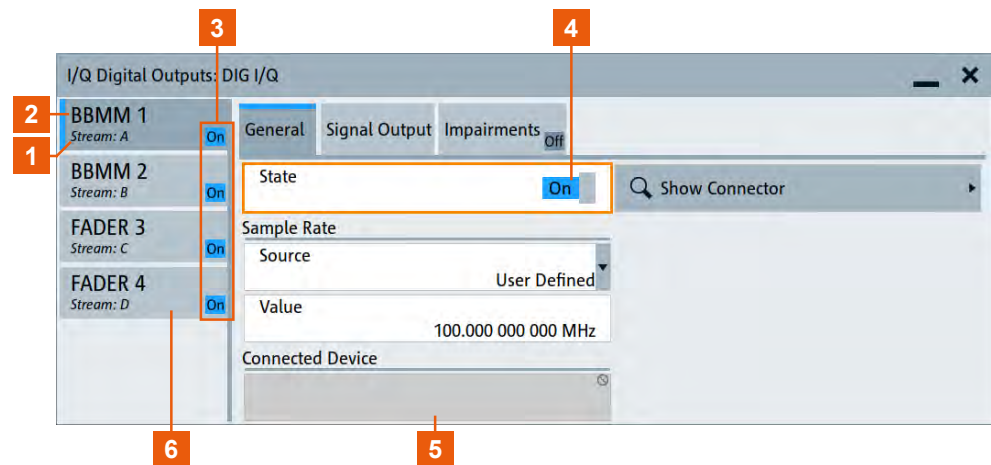 3
4
I/Q Digital Outputs: DIG I/Q
2
BBMM 1
Stream: A
On
1
BBMM 2
Stream: B
On
FADER 3
Stream: C
On
FADER 4
Stream: D
On
General
Signal Output
Impairments
Off
State
On
Show Connector
Sample Rate
Source
User Defined
Value
100.000 000 000 MHz
Connected Device
6
5